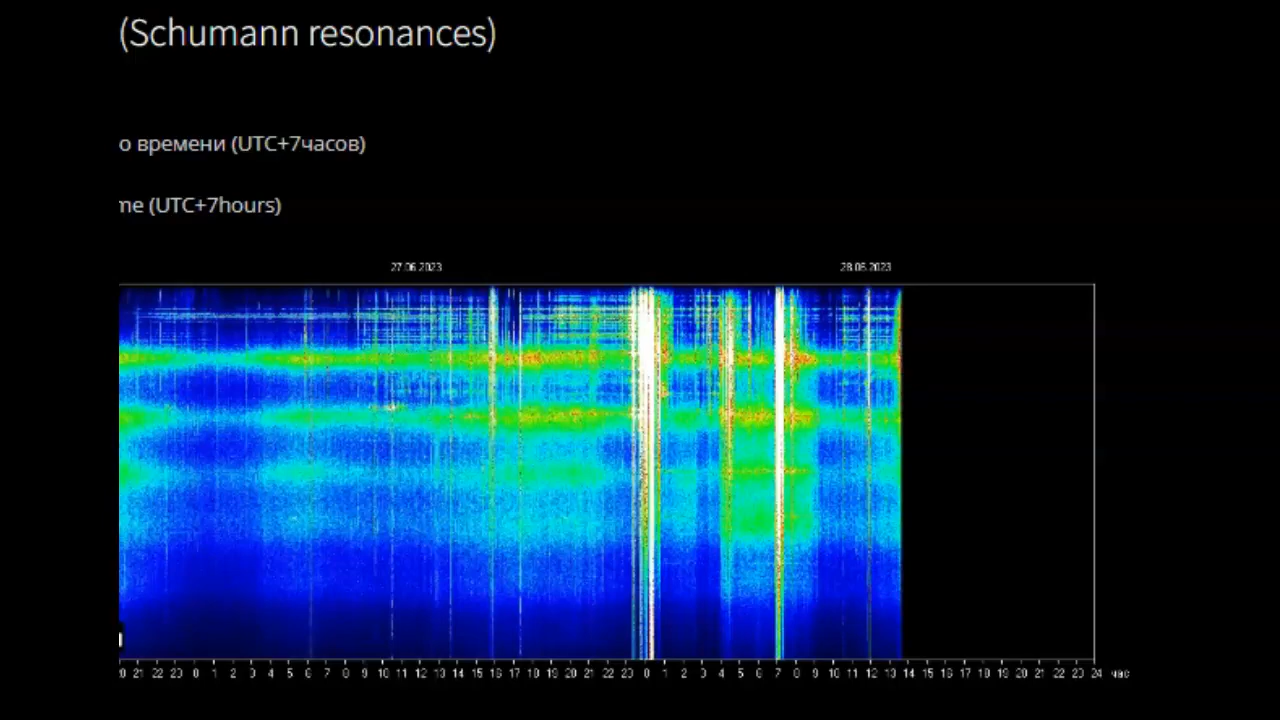 (Schumann resonances)
о времени (UTC+7часов)
me (UTC+7hours)
27.06.2023 28.06.2023
20 21 22 23 0 1 2 3 4 5 6 7 8 9 10 11 12 13 14 15 16 17 18 19 20 21 22 23 0 1 2 3 4 5 6 7 8 9 10 11 12 13 14 15 16 17 18 19 20 21 22 23 24 час